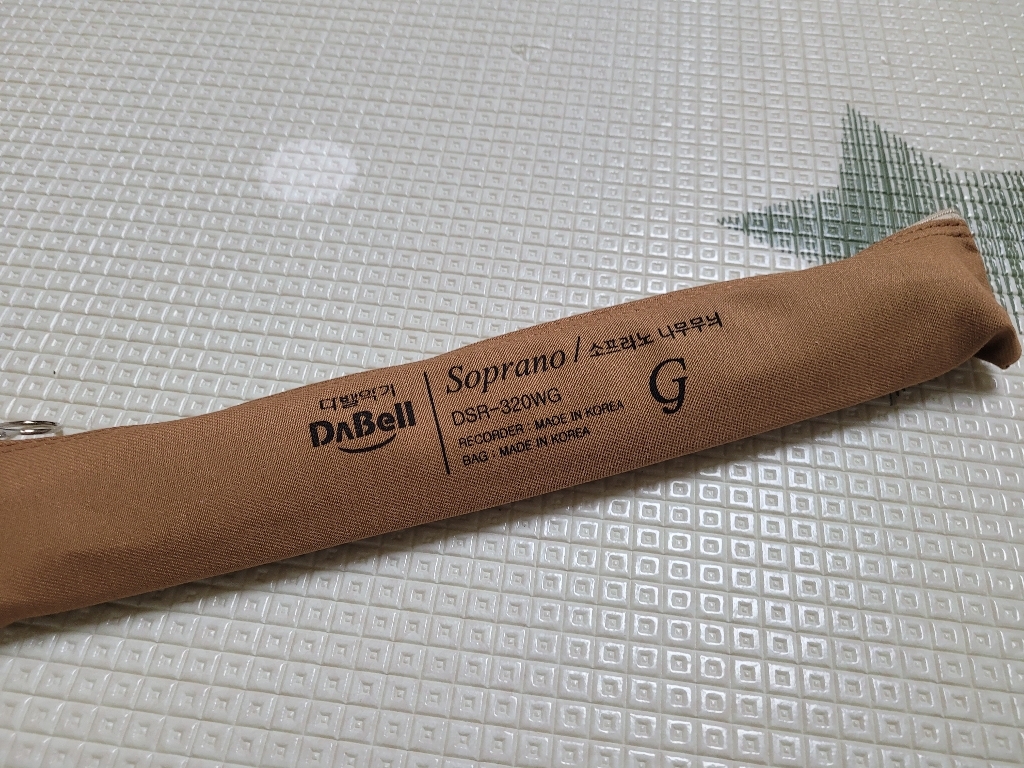 다벨악기
DaBell
Soprano / 소프라노 나무무늬
DSR-320WG
RECORDER : MADE IN KOREA
BAG : MADE IN KOREA
G